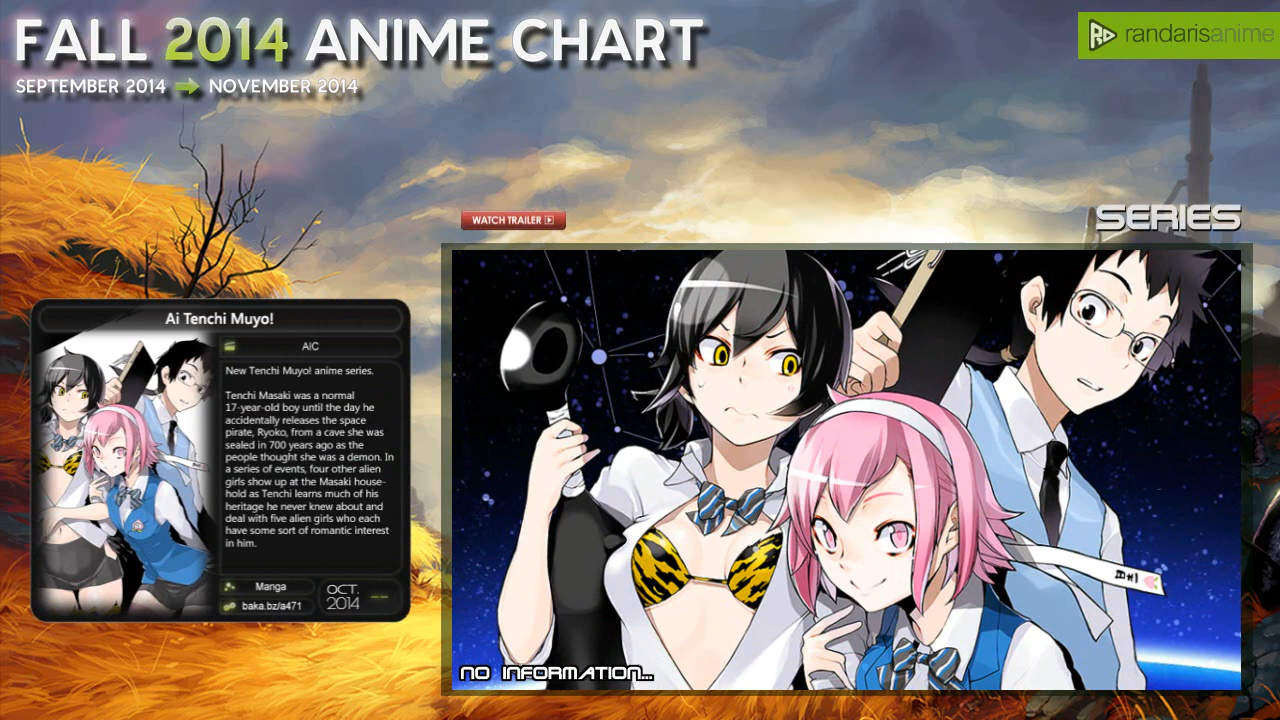 FALL 2014 ANIME CHART
SEPTEMBER 2014 NOVEMBER 2014
randarisanime
WATCH TRAILER
SERIES
Ai Tenchi Muyo!
AIC
New Tenchi Muyo! anime series.
Tenchi Masaki was a normal
17-year-old boy until the day he
accidentally releases the space
pirate, Ryoko, from a cave she was
sealed in 700 years ago as the
people thought she was a demon. In
a series of events, four other alien
girls show up at the Masaki house-
hold as Tenchi learns much of his
heritage he never knew about and
deal with five alien girls who each
have some sort of romantic interest
in him.
Manga
baka.bz/a471
OCT.
2014
--
NO INFORMATION...